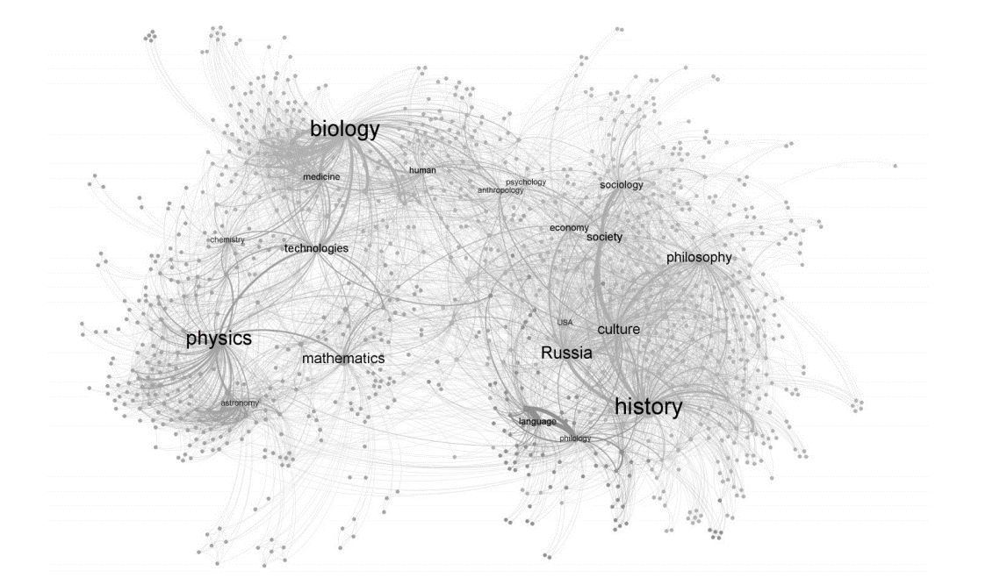 biology
human
medicine
psychology
sociology
anthropology
economy
society
chemistry
technologies
philosophy
USA
culture
physics
Russia
mathematics
astronomy
history
language
philology